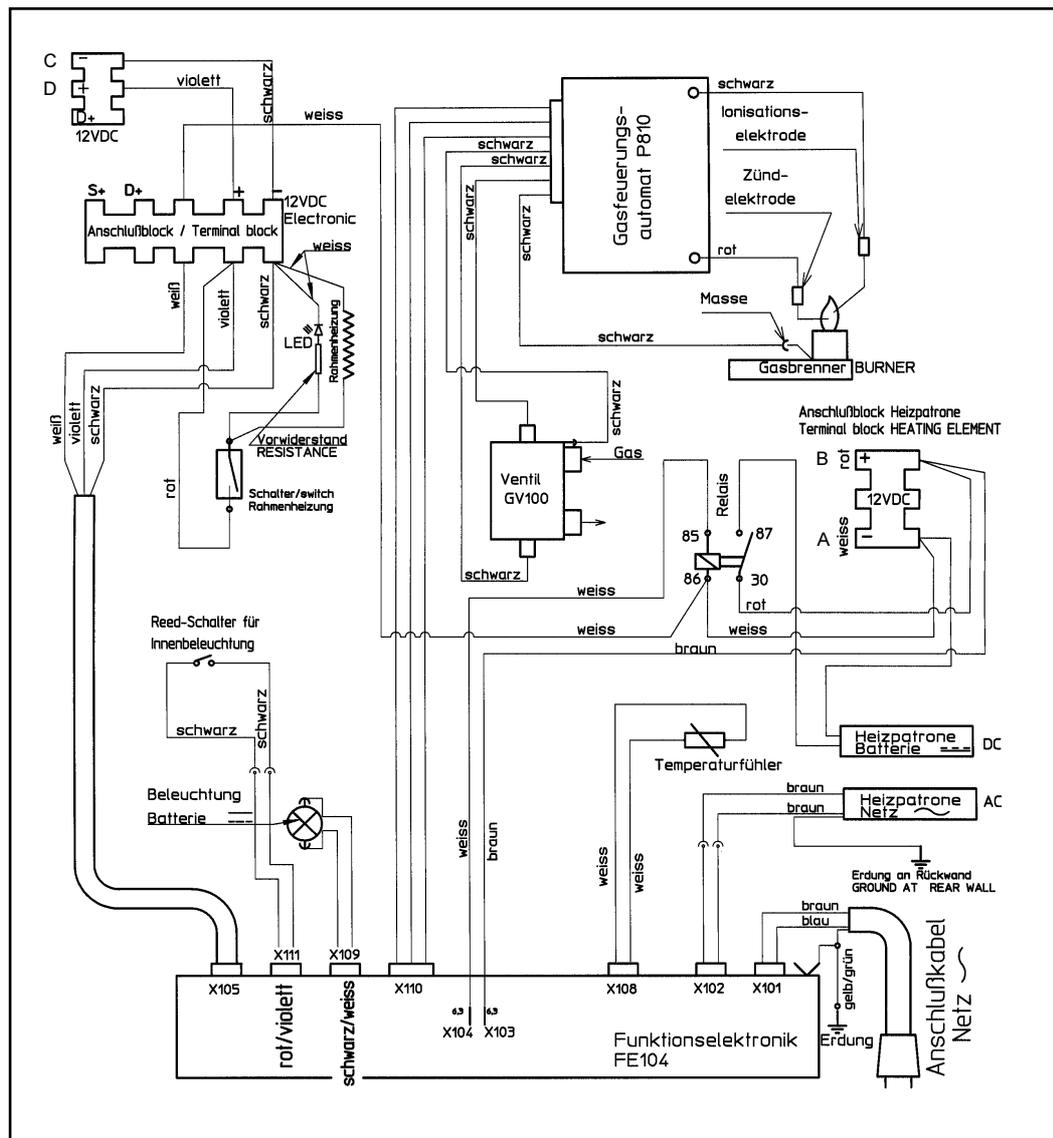 C
−
D
+
violett
D+
12VDC
schwarz
weiss
S+
D+
+
−
12VDC
Electronic
Anschlußblock / Terminal block
weiss
weiß
violett
schwarz
LED
Rahmenheizung
weiß
violett
schwarz
rot
Vorwiderstand
RESISTANCE
Schalter/switch
Rahmenheizung
schwarz
schwarz
schwarz
schwarz
Gasfeuerungs-
automat P810
schwarz
Ionisations-
elektrode
Zünd-
elektrode
rot
Masse
schwarz
Gasbrenner
BURNER
schwarz
Gas
Ventil
GV100
schwarz
Anschlußblock Heizpatrone
Terminal block HEATING ELEMENT
B
rot
+
12VDC
A
weiss
−
Relais
85
87
86
30
weiss
rot
weiss
weiss
braun
Reed-Schalter für
Innenbeleuchtung
schwarz
schwarz
Beleuchtung
Batterie
weiss
braun
Temperaturfühler
weiss
weiss
Heizpatrone
Batterie
DC
braun
braun
Heizpatrone
Netz
AC
Erdung an Rückwand
GROUND AT REAR WALL
braun
blau
gelb/grün
Erdung
Anschlußkabel
Netz
X105
X111
rot/violett
X109
schwarz/weiss
X110
6,3
X104
6,3
X103
X108
X102
X101
Funktionselektronik
FE104